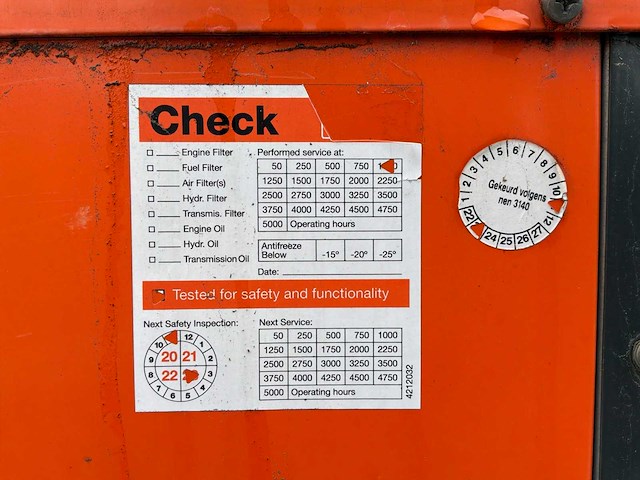 Check
Engine Filter
Fuel Filter
Air Filter(s)
Hydr. Filter
Transmis. Filter
Engine Oil
Hydr. Oil
Transmission Oil
Performed service at:
50 250 500 750
1250 1500 1750 2000 2250
2500 2750 3000 3250 3500
3750 4000 4250 4500 4750
5000 Operating hours
Antifreeze
Below -15° -20° -25°
Date:
Tested for safety and functionality
Next Safety Inspection:
10 12 1 2 3 4 5 6 7 8 9
20 21
22
Next Service:
50 250 500 750 1000
1250 1500 1750 2000 2250
2500 2750 3000 3250 3500
3750 4000 4250 4500 4750
5000 Operating hours
4212032
1 2 3 4 5 6 7 8 9 10 12
Gekeurd volgens
nen 3140
22 24 25 26 27